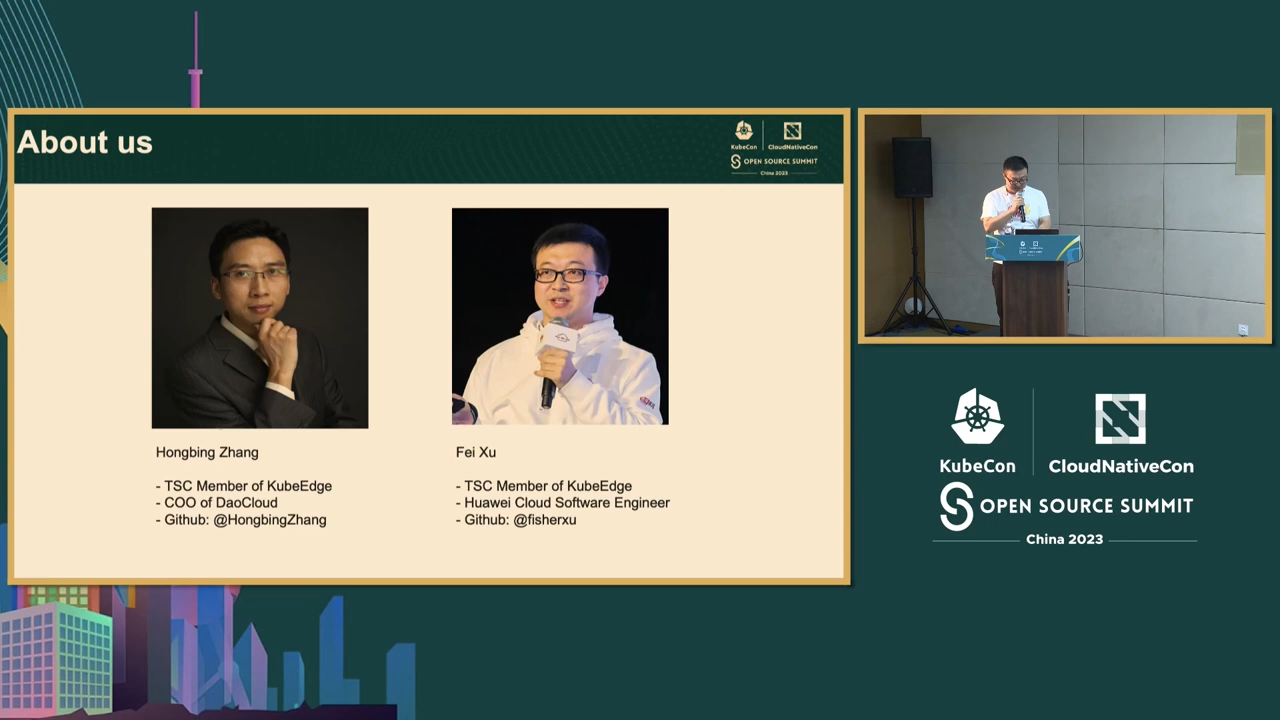 About us
KubeCon
CloudNativeCon
OPEN SOURCE SUMMIT
China 2023
Hongbing Zhang
- TSC Member of KubeEdge
- COO of DaoCloud
- Github: @HongbingZhang
Fei Xu
- TSC Member of KubeEdge
- Huawei Cloud Software Engineer
- Github: @fisherxu
KubeCon
CloudNativeCon
OPEN SOURCE SUMMIT
China 2023